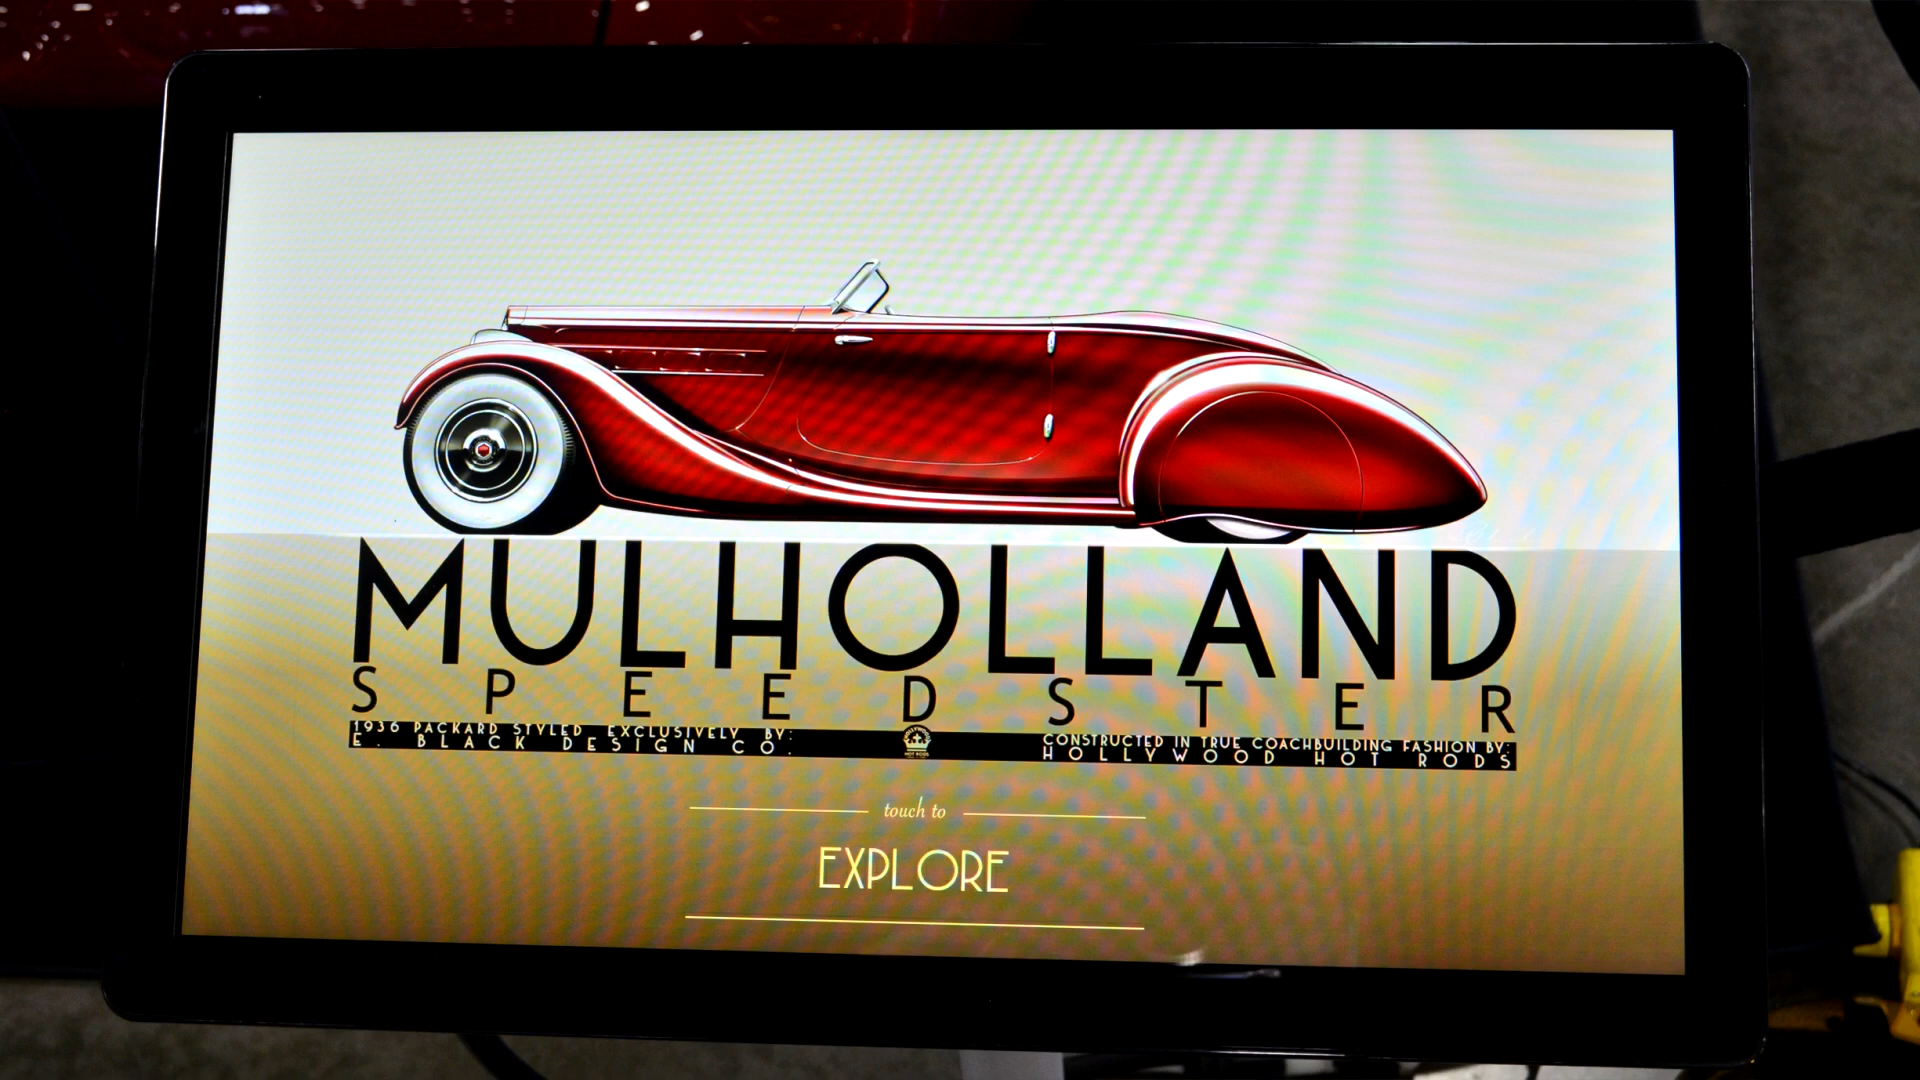 MULHOLLAND
SPEEDSTER
1936 PACKARD STYLED EXCLUSIVELY BY:
E. BLACK DESIGN CO.
CONSTRUCTED IN TRUE COACHBUILDING FASHION BY:
HOLLYWOOD HOT RODS
touch to
EXPLORE